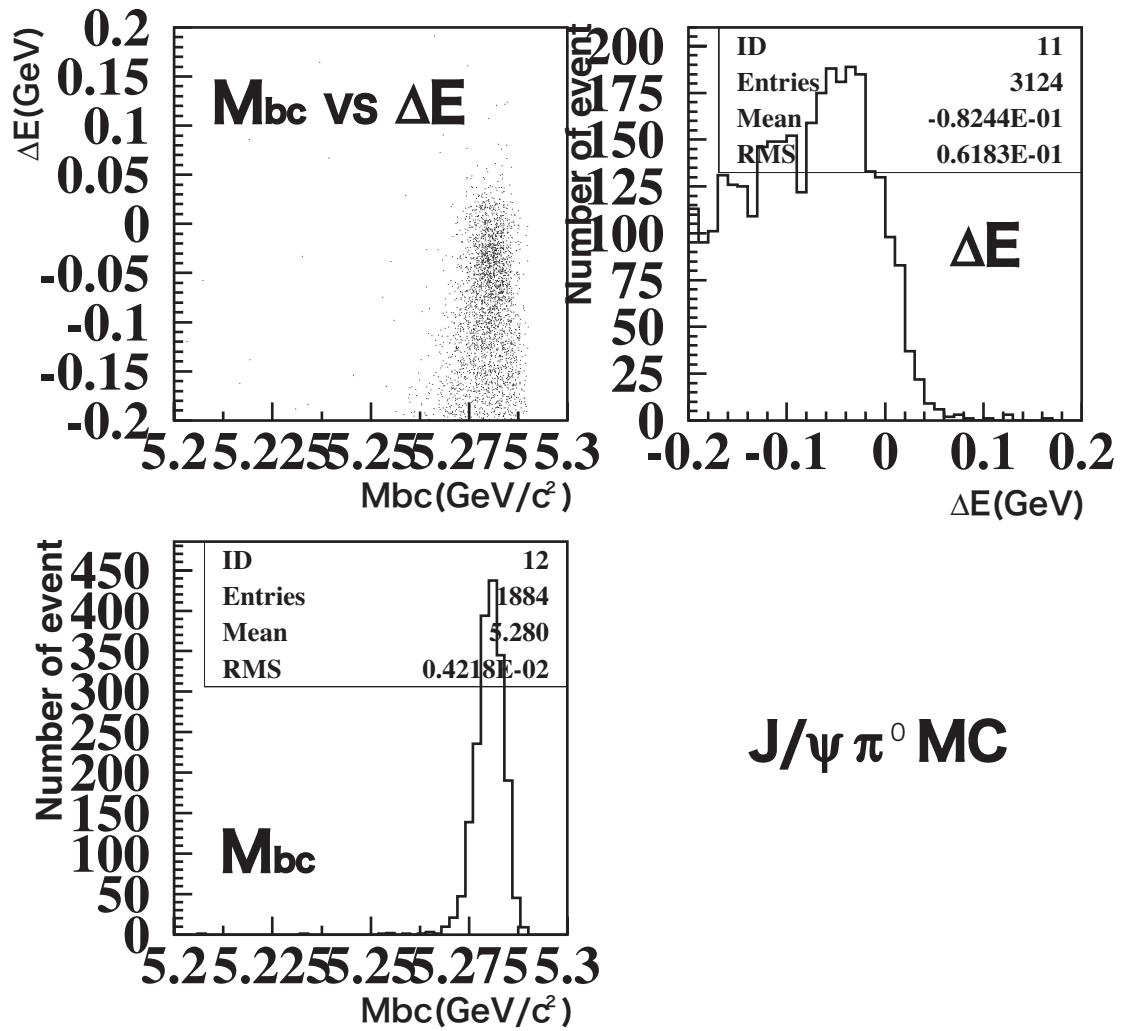 0.2
0.15
0.1
0.05
0
-0.05
-0.1
-0.15
-0.2
ΔE(GeV)
Mbc vs ΔE
5.2 5.225 5.25 5.275 5.3
Mbc(GeV/c²)
200
175
150
125
100
75
50
25
0
Number of event
ID 11
Entries 3124
Mean -0.8244E-01
RMS 0.6183E-01
ΔE
-0.2 -0.1 0 0.1 0.2
ΔE(GeV)
450
400
350
300
250
200
150
100
50
0
Number of event
ID 12
Entries 1884
Mean 5.280
RMS 0.4218E-02
Mbc
5.2 5.225 5.25 5.275 5.3
Mbc(GeV/c²)
J/ψ π⁰ MC